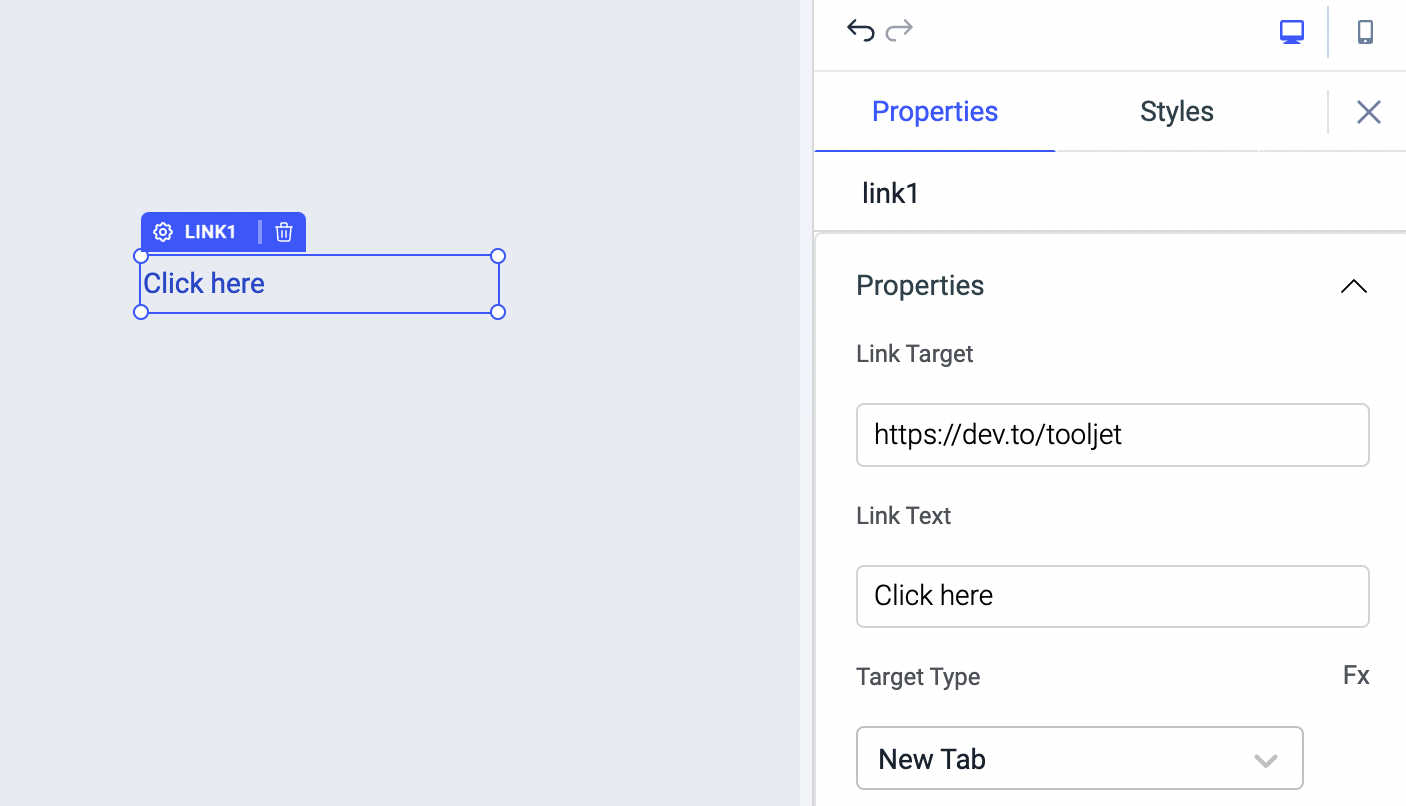 Properties
Styles
link1
LINK1
Click here
Properties
Link Target
https://dev.to/tooljet
Link Text
Click here
Target Type
Fx
New Tab